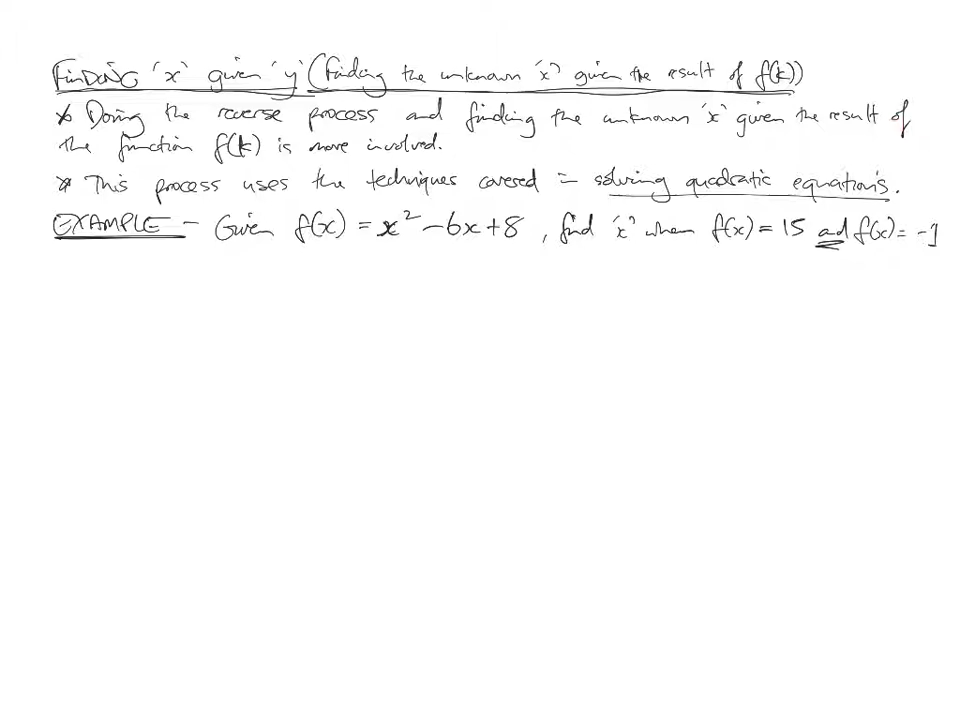 FINDING 'x' given 'y' (finding the unknown 'x' given the result of f(k))
* Doing the reverse process and finding the unknown 'x' given the result of
the function f(k) is more involved.
* This process uses the techniques covered = solving quadratic equations.
EXAMPLE - Given f(x) = x² - 6x + 8, find 'x' when f(x) = 15 and f(x) = -1